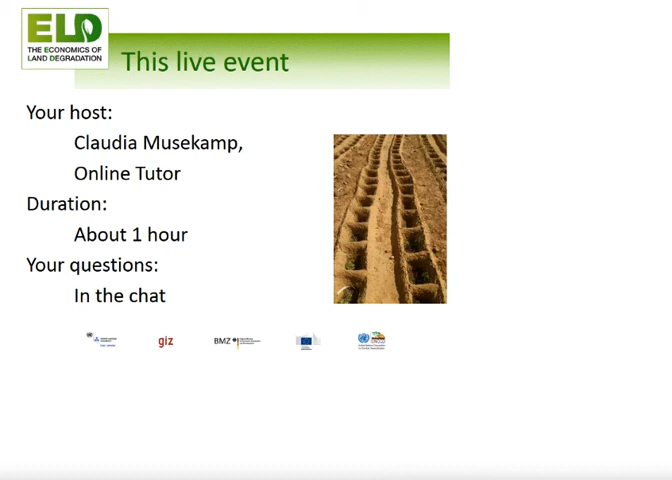 ELD
THE ECONOMICS OF
LAND DEGRADATION
This live event
Your host:
Claudia Musekamp,
Online Tutor
Duration:
About 1 hour
Your questions:
In the chat
giz
BMZ